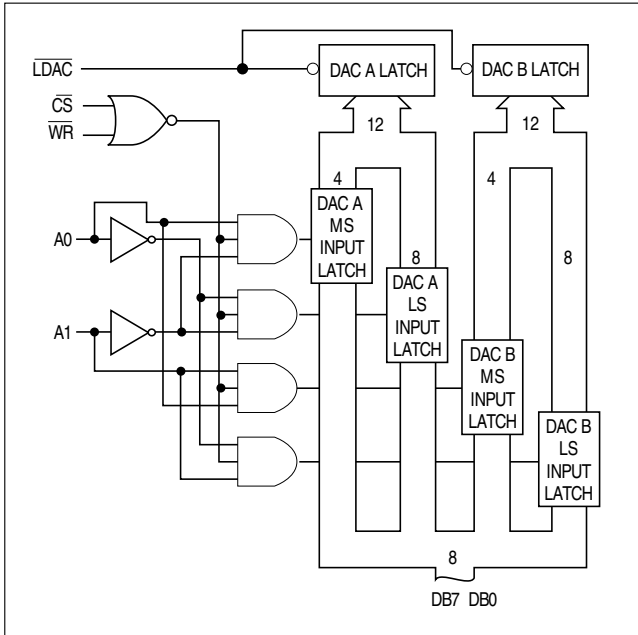 LDAC
CS
WR
A0
A1
DAC A LATCH
DAC B LATCH
12
12
4
DAC A
MS
INPUT
LATCH
8
DAC A
LS
INPUT
LATCH
4
DAC B
MS
INPUT
LATCH
8
DAC B
LS
INPUT
LATCH
8
DB7 DB0